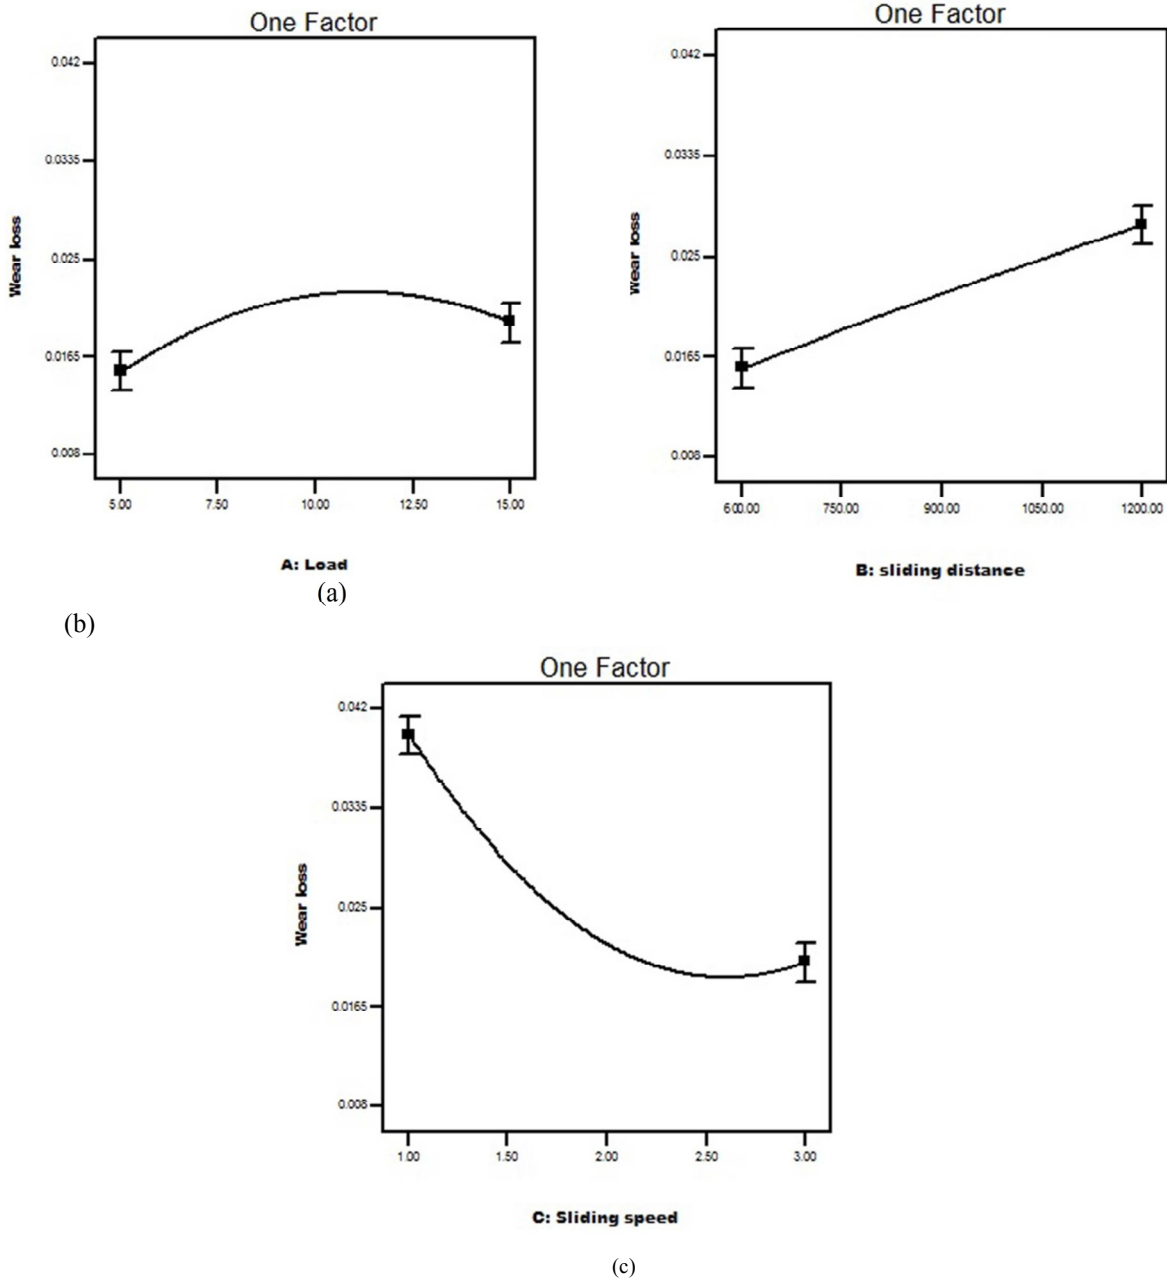 One Factor
0.042
0.0335
0.025
0.0165
0.008
Wear loss
5.00 7.50 10.00 12.50 15.00
A: Load
(a)
One Factor
0.042
0.0335
0.025
0.0165
0.008
Wear loss
600.00 750.00 900.00 1050.00 1200.00
B: sliding distance
(b)
One Factor
0.042
0.0335
0.025
0.0165
0.008
Wear loss
1.00 1.50 2.00 2.50 3.00
C: Sliding speed
(c)